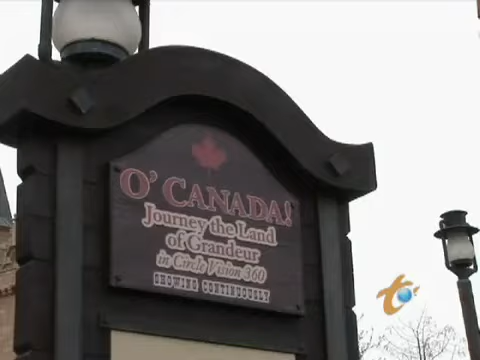 O' CANADA!
Journey the Land
of Grandeur
in Circle Vision 360
SHOWING CONTINUOUSLY